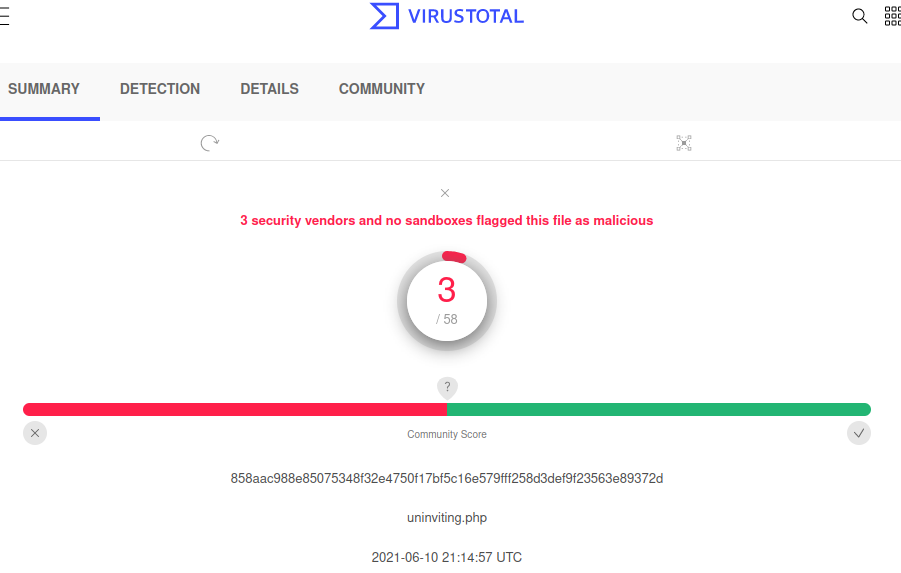 VIRUSTOTAL
SUMMARY DETECTION DETAILS COMMUNITY
3 security vendors and no sandboxes flagged this file as malicious
3
/ 58
?
Community Score
858aac988e85075348f32e4750f17bf5c16e579fff258d3def9f23563e89372d
uninviting.php
2021-06-10 21:14:57 UTC